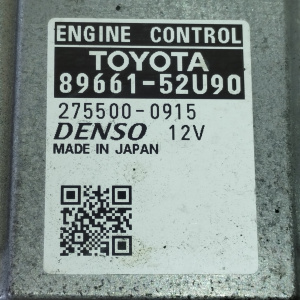 ENGINE CONTROL
TOYOTA
89661-52U90
275500-0915
DENSO 12V
MADE IN JAPAN